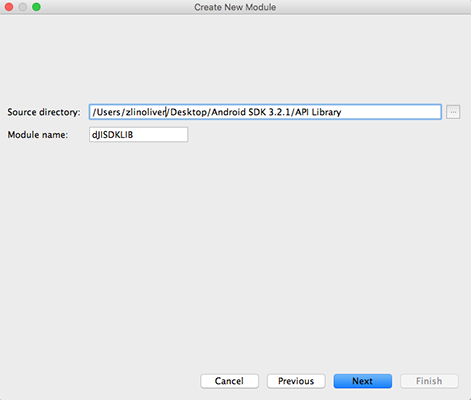 Create New Module
Source directory: /Users/zlinoliver/Desktop/Android SDK 3.2.1/API Library ...
Module name: dJISDKLIB
Cancel Previous Next Finish